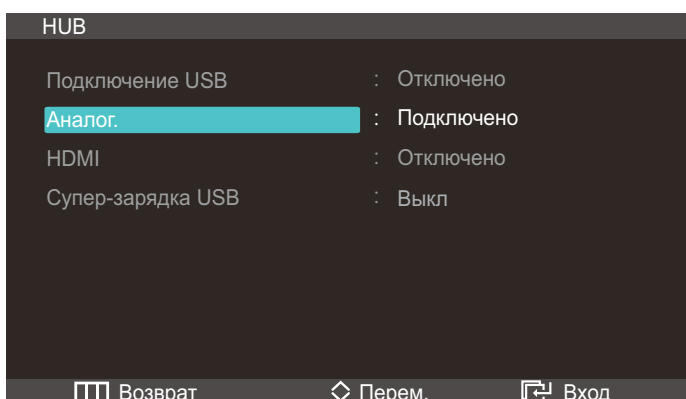 HUB
Подключение USB : Отключено
Аналог. : Подключено
HDMI : Отключено
Супер-зарядка USB : Выкл
Возврат Перем. Вход